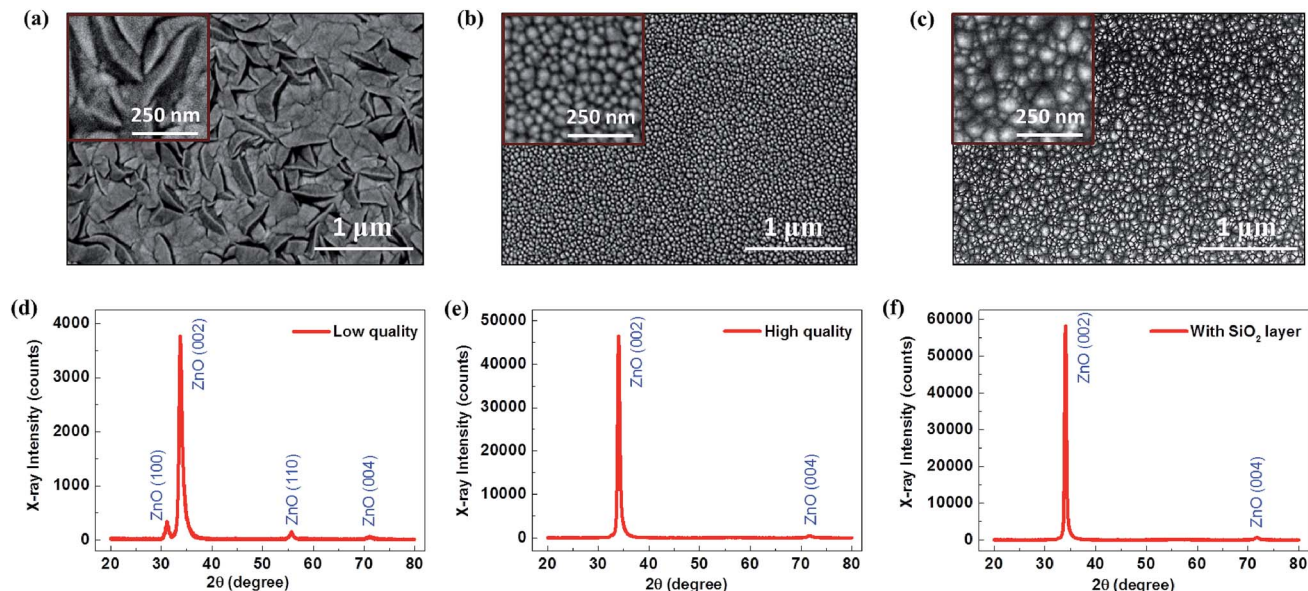 (a)
250 nm
1 μm
(b)
250 nm
1 μm
(c)
250 nm
1 μm
(d)
X-ray Intensity (counts)
4000
3000
2000
1000
0
Low quality
ZnO (100)
ZnO (002)
ZnO (110)
ZnO (004)
20 30 40 50 60 70 80
2θ (degree)
(e)
X-ray Intensity (counts)
50000
40000
30000
20000
10000
0
High quality
ZnO (002)
ZnO (004)
20 30 40 50 60 70 80
2θ (degree)
(f)
X-ray Intensity (counts)
60000
50000
40000
30000
20000
10000
0
With SiO₂ layer
ZnO (002)
ZnO (004)
20 30 40 50 60 70 80
2θ (degree)